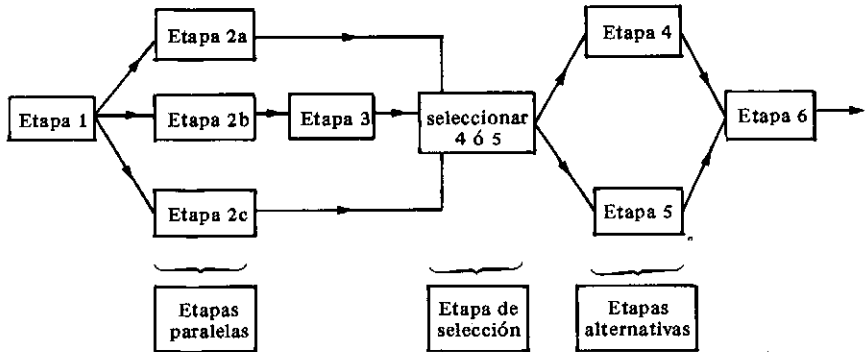 Etapa 2a
Etapa 4
Etapa 1
Etapa 2b
Etapa 3
seleccionar
4 ó 5
Etapa 6
Etapa 2c
Etapa 5
Etapas
paralelas
Etapa de
selección
Etapas
alternativas